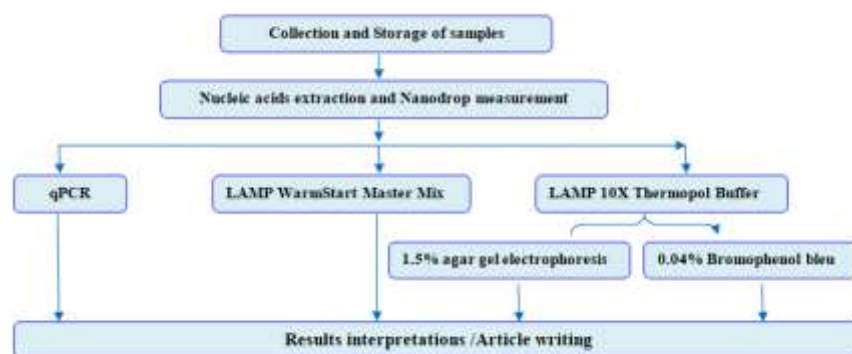 Collection and Storage of samples
Nucleic acids extraction and Nanodrop measurement
qPCR
LAMP WarmStart Master Mix
LAMP 10X Thermopol Buffer
1.5% agar gel electrophoresis
0.04% Bromophenol bleu
Results interpretations /Article writing